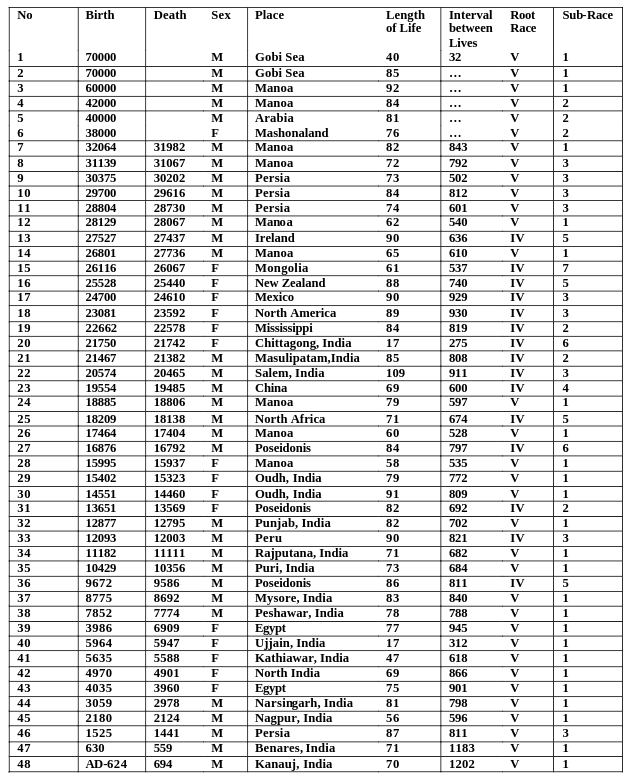 No Birth Death Sex Place Length of Life Interval between Lives Root Race Sub-Race
1 70000 M Gobi Sea 40 32 V 1
2 70000 M Gobi Sea 85 … V 1
3 60000 M Manoa 92 … V 1
4 42000 M Manoa 84 … V 2
5 40000 M Arabia 81 … V 2
6 38000 F Mashonaland 76 … V 2
7 32064 31982 M Manoa 82 843 V 1
8 31139 31067 M Manoa 72 792 V 3
9 30375 30202 M Persia 73 502 V 3
10 29700 29616 M Persia 84 812 V 3
11 28804 28730 M Persia 74 601 V 3
12 28129 28067 M Manoa 62 540 V 1
13 27527 27437 M Ireland 90 636 IV 5
14 26801 27736 M Manoa 65 610 V 1
15 26116 26067 F Mongolia 61 537 IV 7
16 25528 25440 F New Zealand 88 740 IV 5
17 24700 24610 F Mexico 90 929 IV 3
18 23081 23592 F North America 89 930 IV 3
19 22662 22578 F Mississippi 84 819 IV 2
20 21750 21742 F Chittagong, India 17 275 IV 6
21 21467 21382 M Masulipatam,India 85 808 IV 2
22 20574 20465 M Salem, India 109 911 IV 3
23 19554 19485 M China 69 600 IV 4
24 18885 18806 M Manoa 79 597 V 1
25 18209 18138 M North Africa 71 674 IV 5
26 17464 17404 M Manoa 60 528 V 1
27 16876 16792 M Poseidonis 84 797 IV 6
28 15995 15937 F Manoa 58 535 V 1
29 15402 15323 F Oudh, India 79 772 V 1
30 14551 14460 F Oudh, India 91 809 V 1
31 13651 13569 F Poseidonis 82 692 IV 2
32 12877 12795 M Punjab, India 82 702 V 1
33 12093 12003 M Peru 90 821 IV 3
34 11182 11111 M Rajputana, India 71 682 V 1
35 10429 10356 M Puri, India 73 684 V 1
36 9672 9586 M Poseidonis 86 811 IV 5
37 8775 8692 M Mysore, India 83 840 V 1
38 7852 7774 M Peshawar, India 78 788 V 1
39 3986 6909 F Egypt 77 945 V 1
40 5964 5947 F Ujjain, India 17 312 V 1
41 5635 5588 F Kathiawar, India 47 618 V 1
42 4970 4901 F North India 69 866 V 1
43 4035 3960 F Egypt 75 901 V 1
44 3059 2978 M Narsingarh, India 81 798 V 1
45 2180 2124 M Nagpur, India 56 596 V 1
46 1525 1441 M Persia 87 811 V 3
47 630 559 M Benares, India 71 1183 V 1
48 AD-624 694 M Kanauj, India 70 1202 V 1